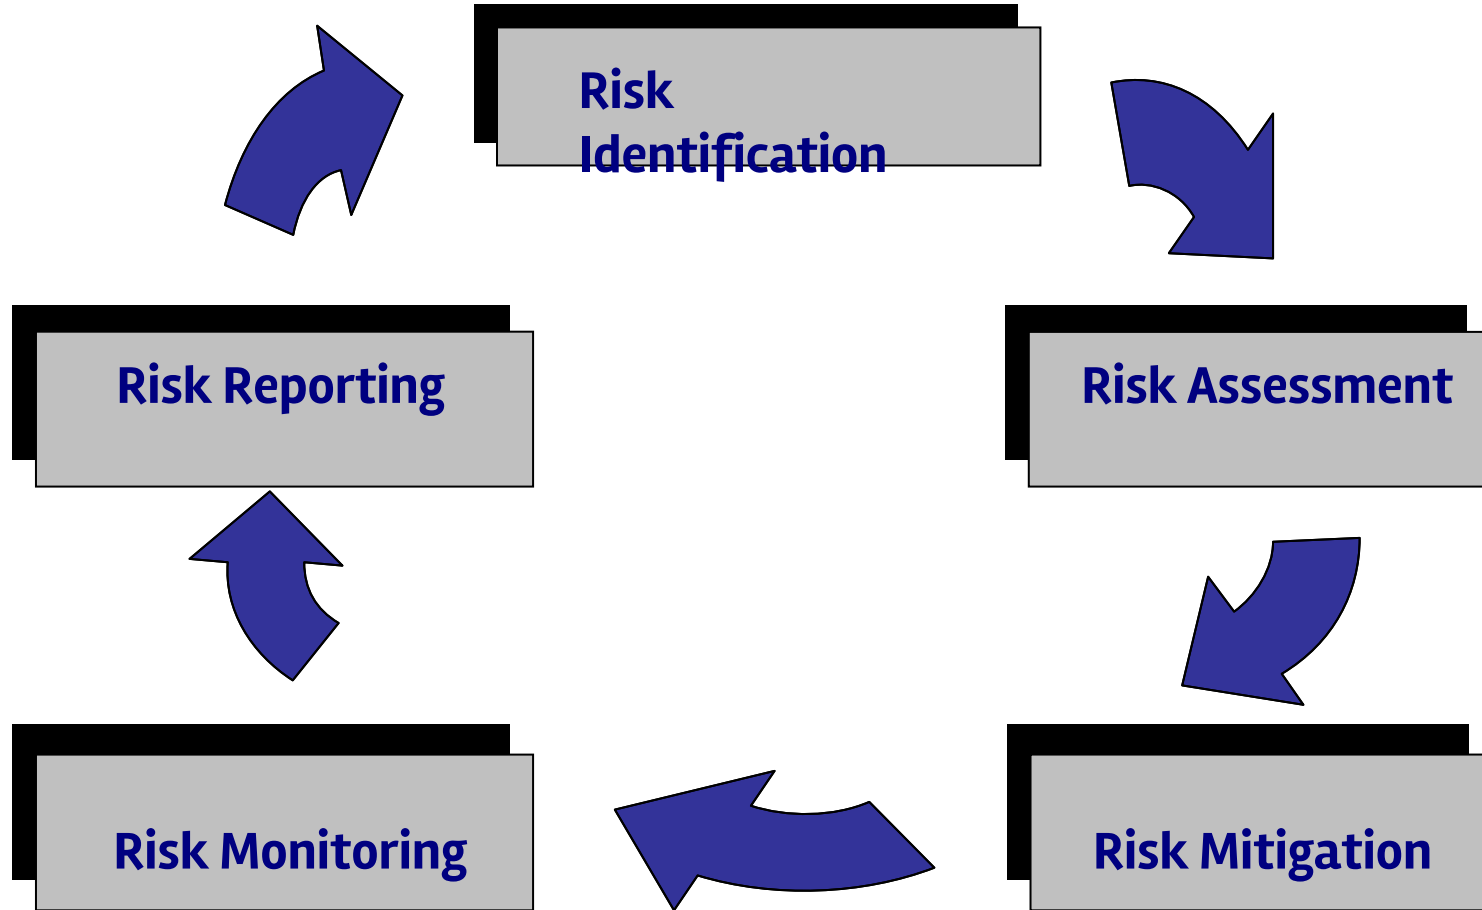 Risk
Identification
Risk Reporting
Risk Assessment
Risk Monitoring
Risk Mitigation